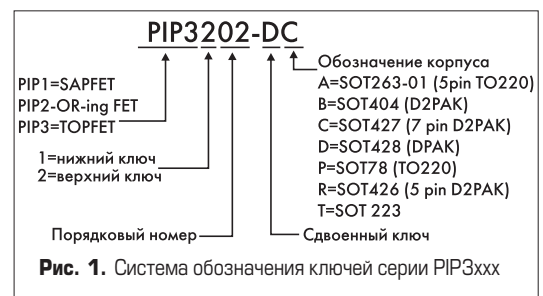 PIP3202-DC
PIP1=SAPFET
PIP2-OR-ing FET
PIP3=TOPFET
1=нижний ключ
2=верхний ключ
Порядковый номер
Обозначение корпуса
A=SOT263-01 (5pin TO220)
B=SOT404 (D2PAK)
C=SOT427 (7 pin D2PAK)
D=SOT428 (DPAK)
P=SOT78 (TO220)
R=SOT426 (5 pin D2PAK)
T=SOT 223
Сдвоенный ключ
Рис. 1. Система обозначения ключей серии PIP3xxx